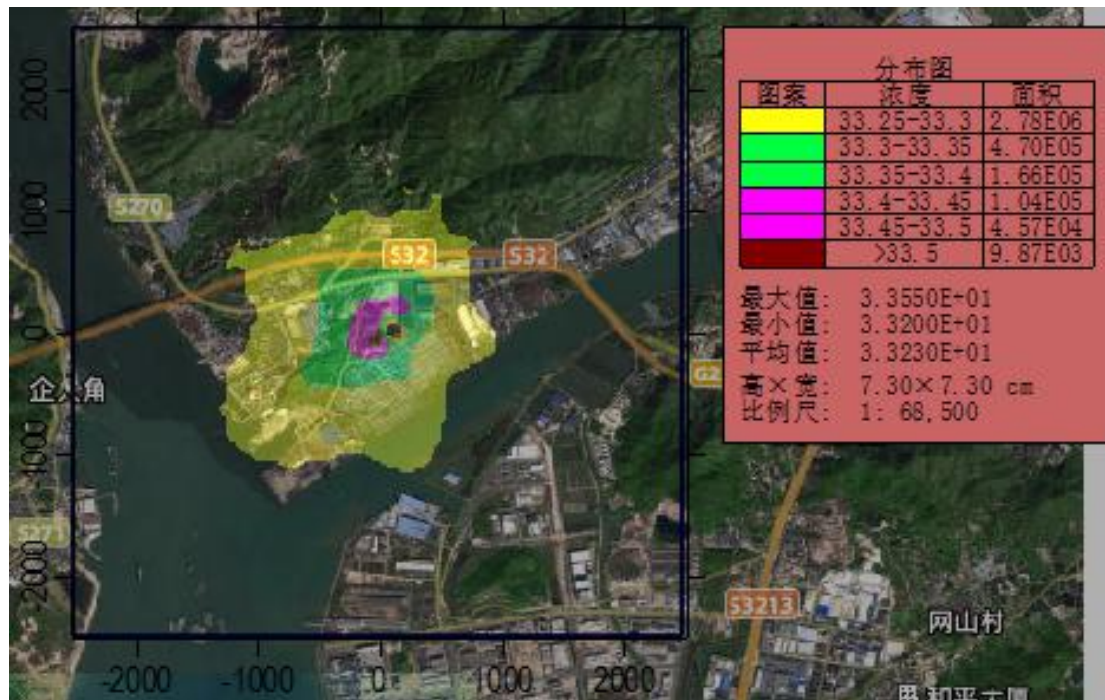 分布图
图案 浓度 面积
33.25-33.3 2.78E06
33.3-33.35 4.70E05
33.35-33.4 1.66E05
33.4-33.45 1.04E05
33.45-33.5 4.57E04
>33.5 9.87E03
最大值: 3.3550E+01
最小值: 3.3200E+01
平均值: 3.3230E+01
高×宽: 7.30×7.30 cm
比例尺: 1: 68,500
2000
1000
0
-1000
-2000
-2000 -1000 0 1000 2000
S270
S32
S32
G2
企人角
S271
S3213
网山村